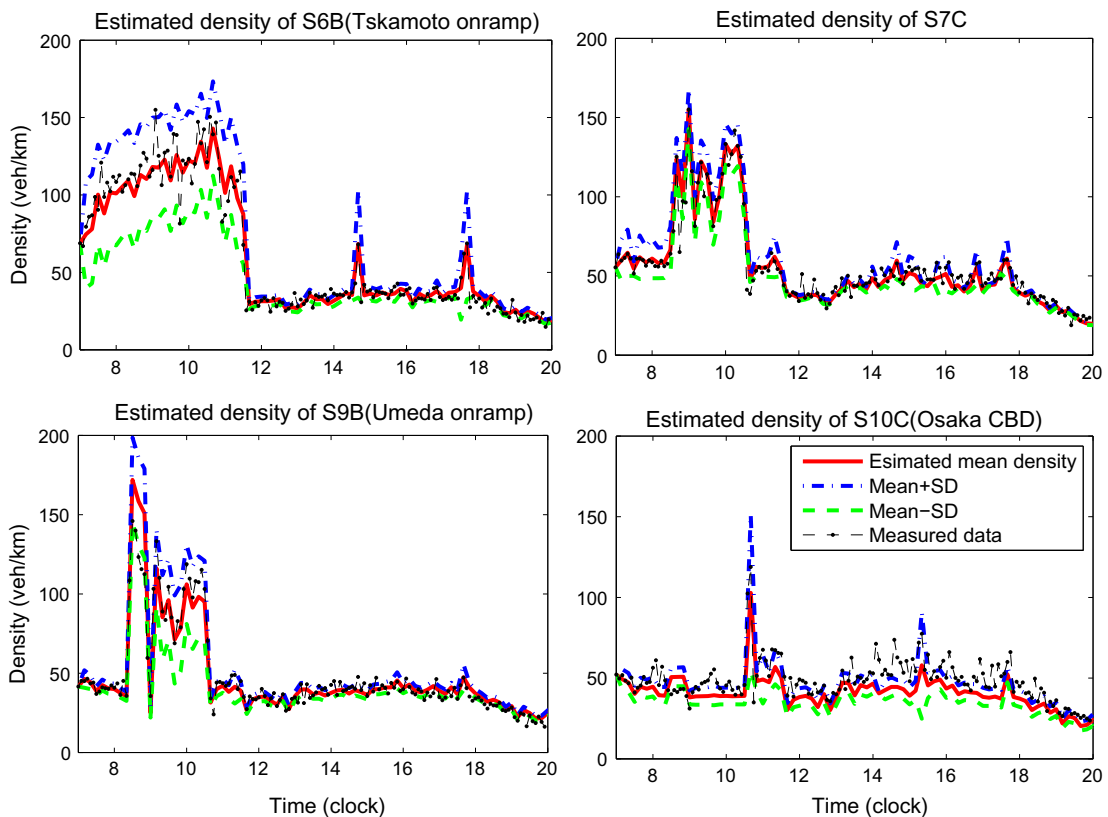 Estimated density of S6B(Tskamoto onramp)
200
150
100
50
0
Density (veh/km)
8 10 12 14 16 18 20
Estimated density of S7C
200
150
100
50
0
8 10 12 14 16 18 20
Estimated density of S9B(Umeda onramp)
200
150
100
50
0
Density (veh/km)
8 10 12 14 16 18 20
Time (clock)
Estimated density of S10C(Osaka CBD)
200
150
100
50
0
Esimated mean density
Mean+SD
Mean−SD
Measured data
8 10 12 14 16 18 20
Time (clock)